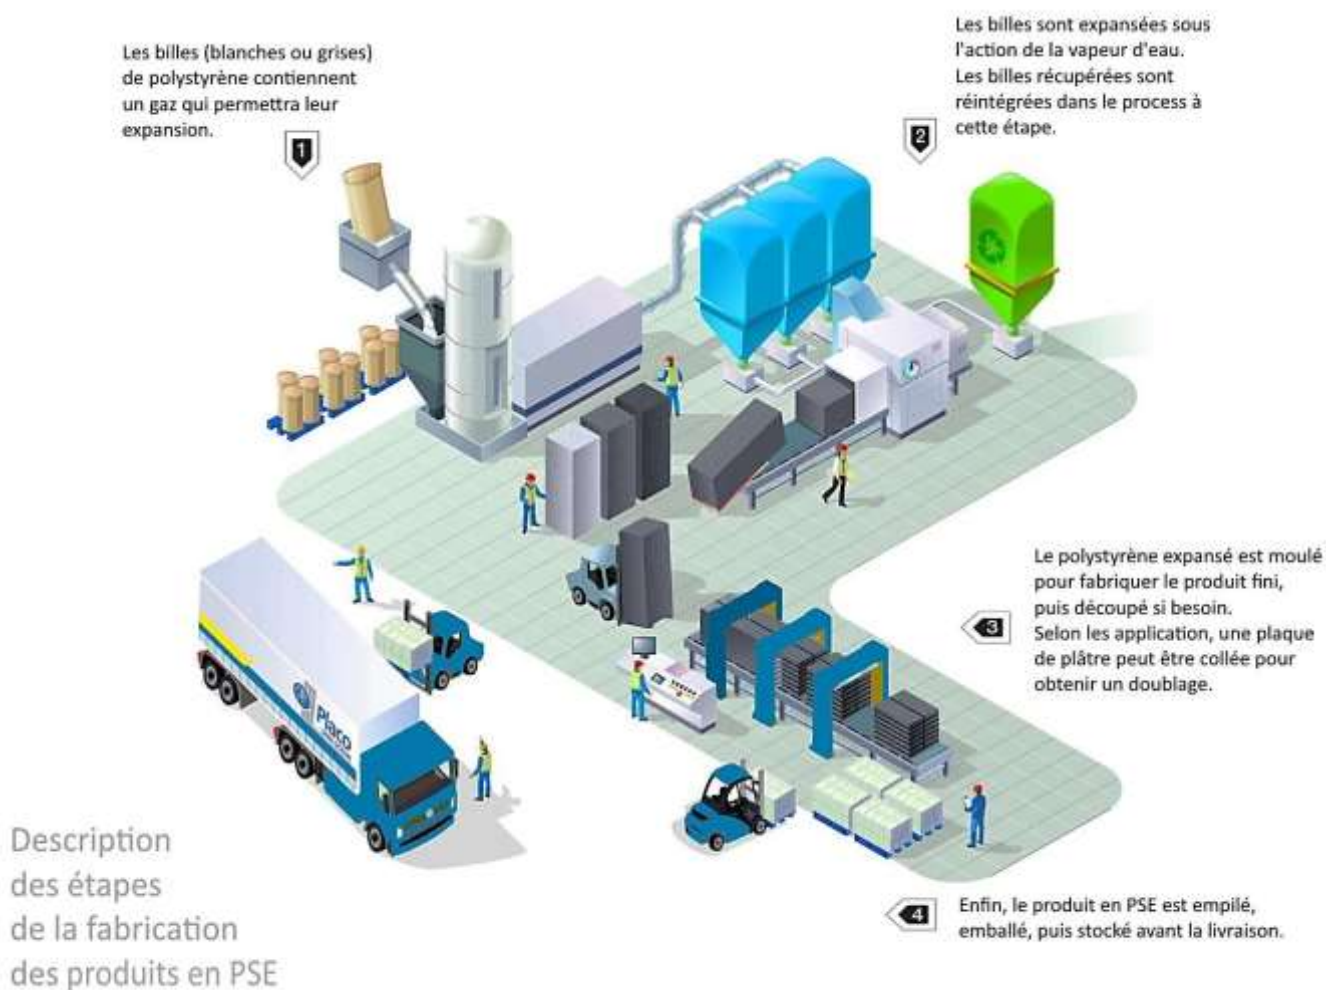 Les billes (blanches ou grises)
de polystyrène contiennent
un gaz qui permettra leur
expansion.
1
Les billes sont expansées sous
l'action de la vapeur d'eau.
Les billes récupérées sont
réintégrées dans le process à
cette étape.
2
Le polystyrène expansé est moulé
pour fabriquer le produit fini,
puis découpé si besoin.
Selon les application, une plaque
de plâtre peut être collée pour
obtenir un doublage.
3
Placo
Description
des étapes
de la fabrication
des produits en PSE
4
Enfin, le produit en PSE est empilé,
emballé, puis stocké avant la livraison.